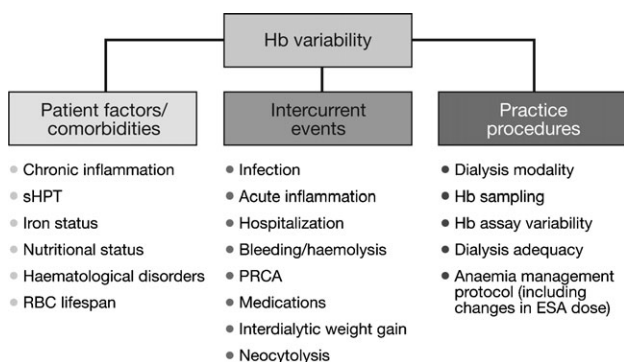 Hb variability
Patient factors/
comorbidities
Chronic inflammation
sHPT
Iron status
Nutritional status
Haematological disorders
RBC lifespan
Intercurrent
events
Infection
Acute inflammation
Hospitalization
Bleeding/haemolysis
PRCA
Medications
Interdialytic weight gain
Neocytolysis
Practice
procedures
Dialysis modality
Hb sampling
Hb assay variability
Dialysis adequacy
Anaemia management
protocol (including
changes in ESA dose)